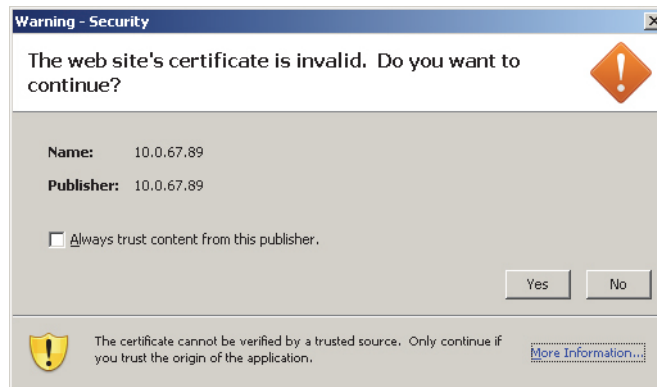 Warning - Security
The web site's certificate is invalid. Do you want to
continue?
Name: 10.0.67.89
Publisher: 10.0.67.89
Always trust content from this publisher.
Yes No
The certificate cannot be verified by a trusted source. Only continue if
you trust the origin of the application.
More Information...